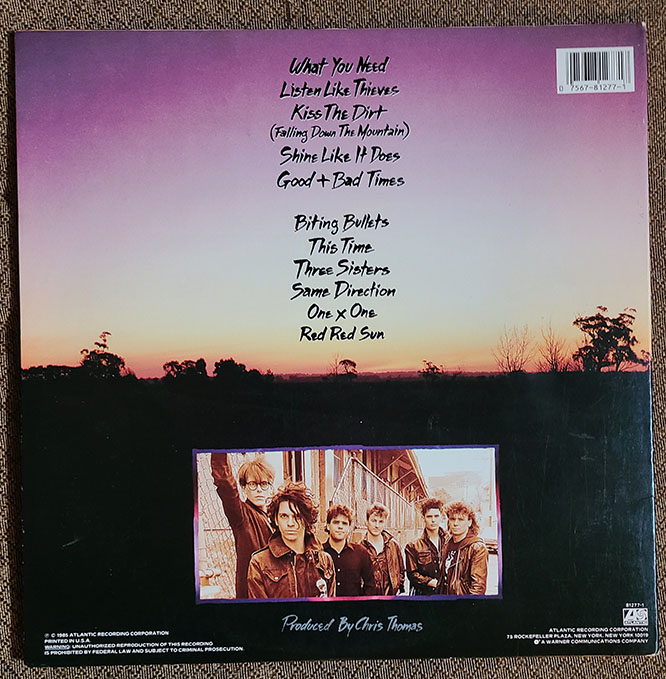 What You Need
Listen Like Thieves
Kiss The Dirt
(Falling Down The Mountain)
Shine Like It Does
Good + Bad Times
Biting Bullets
This Time
Three Sisters
Same Direction
One x One
Red Red Sun
0 7567-81277-1
Produced By Chris Thomas
℗ © 1985 ATLANTIC RECORDING CORPORATION
PRINTED IN U.S.A.
WARNING: UNAUTHORIZED REPRODUCTION OF THIS RECORDING
IS PROHIBITED BY FEDERAL LAW AND SUBJECT TO CRIMINAL PROSECUTION.
81277-1
ATLANTIC RECORDING CORPORATION
75 ROCKEFELLER PLAZA, NEW YORK, NEW YORK 10019
A WARNER COMMUNICATIONS COMPANY